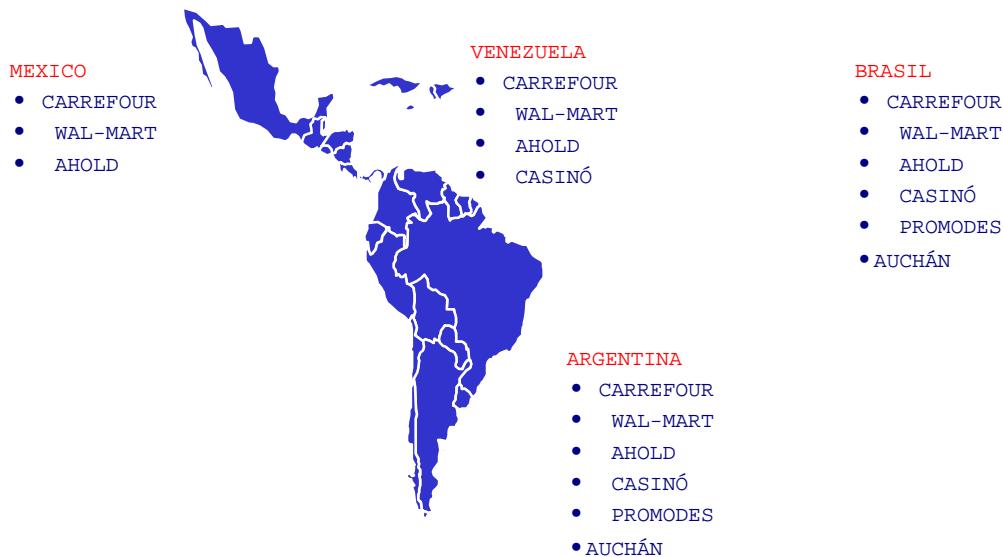 MEXICO
• CARREFOUR
• WAL-MART
• AHOLD
VENEZUELA
• CARREFOUR
• WAL-MART
• AHOLD
• CASINÓ
BRASIL
• CARREFOUR
• WAL-MART
• AHOLD
• CASINÓ
• PROMODES
• AUCHÁN
ARGENTINA
• CARREFOUR
• WAL-MART
• AHOLD
• CASINÓ
• PROMODES
• AUCHÁN